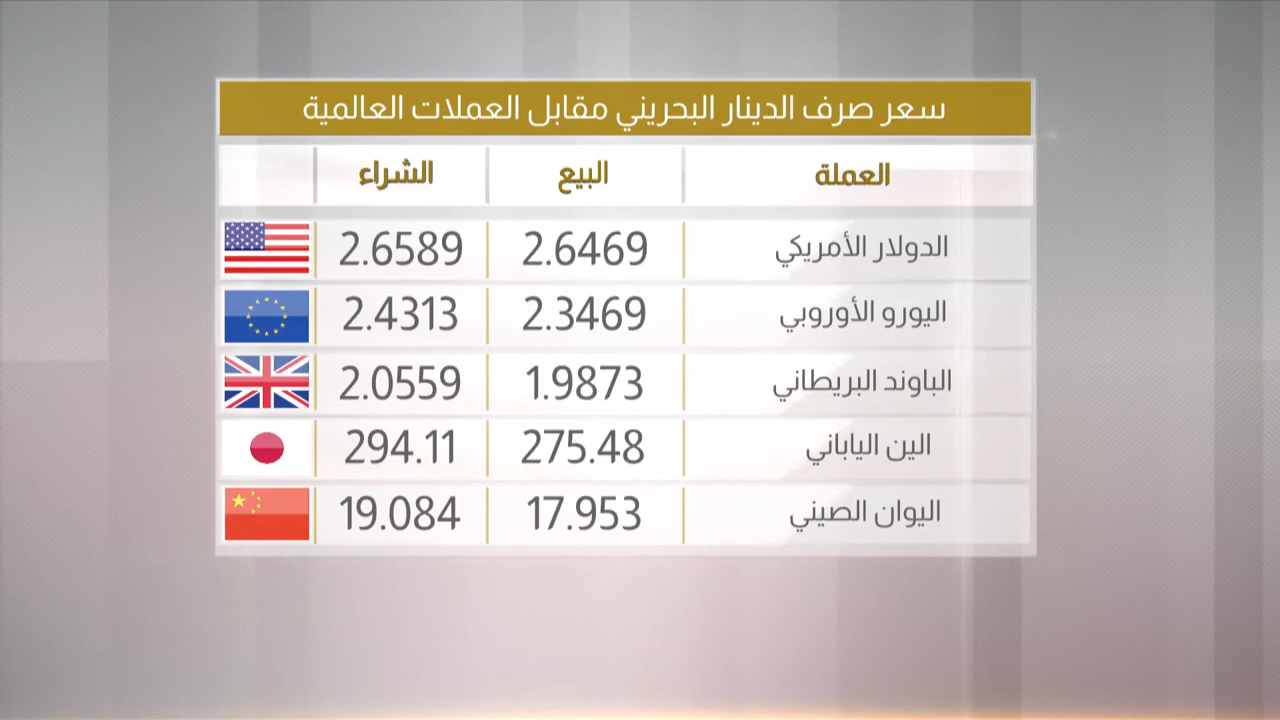 سعر صرف الدينار البحريني مقابل العملات العالمية
العملة البيع الشراء
الدولار الأمريكي 2.6469 2.6589
اليورو الأوروبي 2.3469 2.4313
الباوند البريطاني 1.9873 2.0559
الين الياباني 275.48 294.11
اليوان الصيني 17.953 19.084